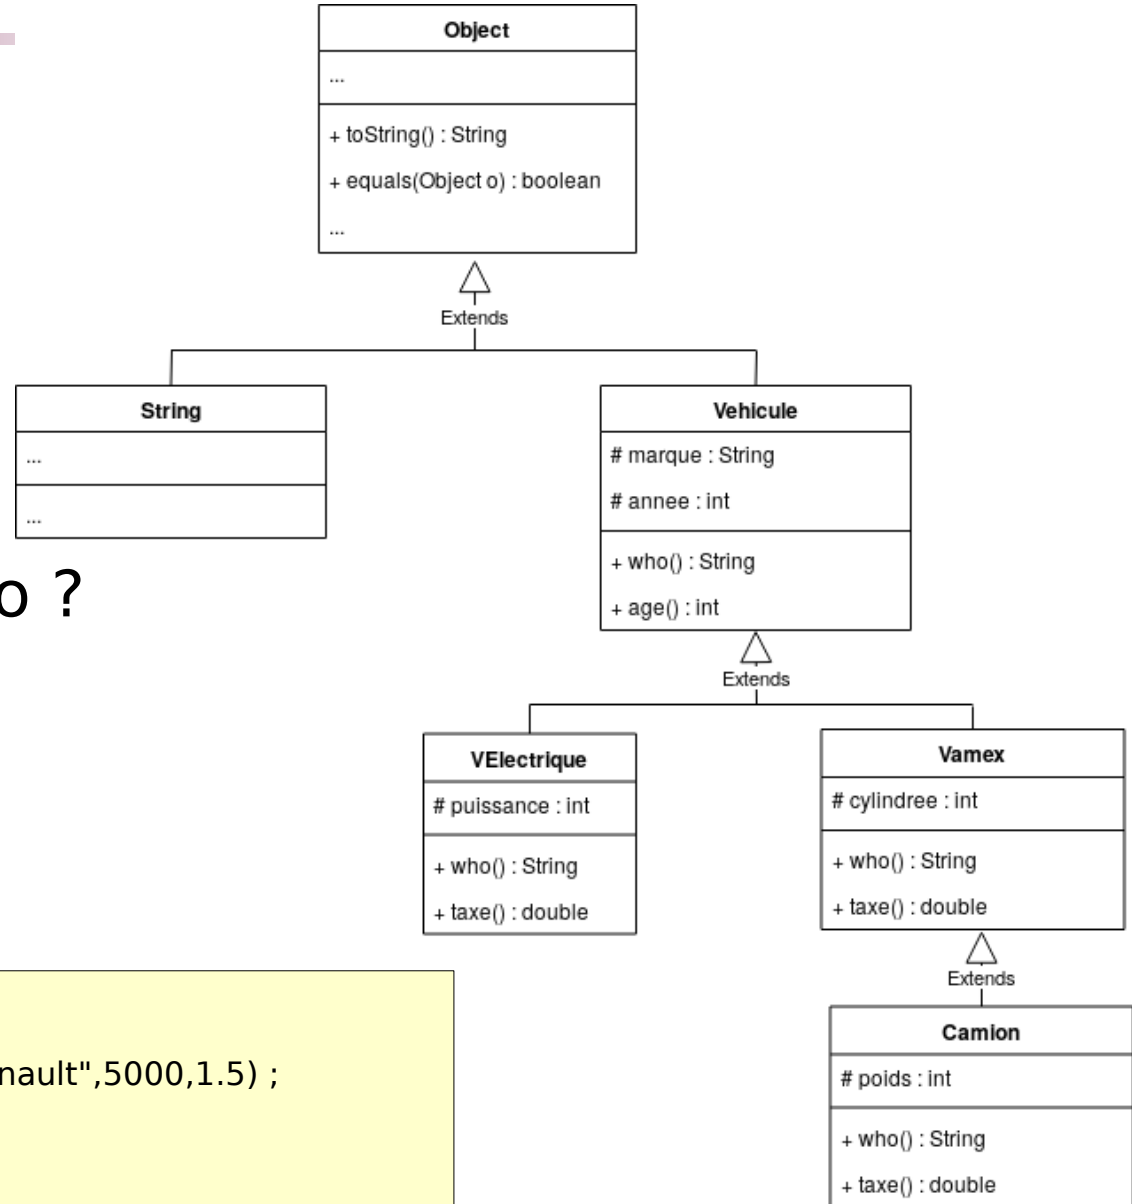 Object
...
+ toString() : String
+ equals(Object o) : boolean
...
Extends
String
...
...
Vehicule
# marque : String
# annee : int
+ who() : String
+ age() : int
o ?
Extends
VElectrique
# puissance : int
+ who() : String
+ taxe() : double
Vamex
# cylindree : int
+ who() : String
+ taxe() : double
Extends
nault",5000,1.5) ;
Camion
# poids : int
+ who() : String
+ taxe() : double